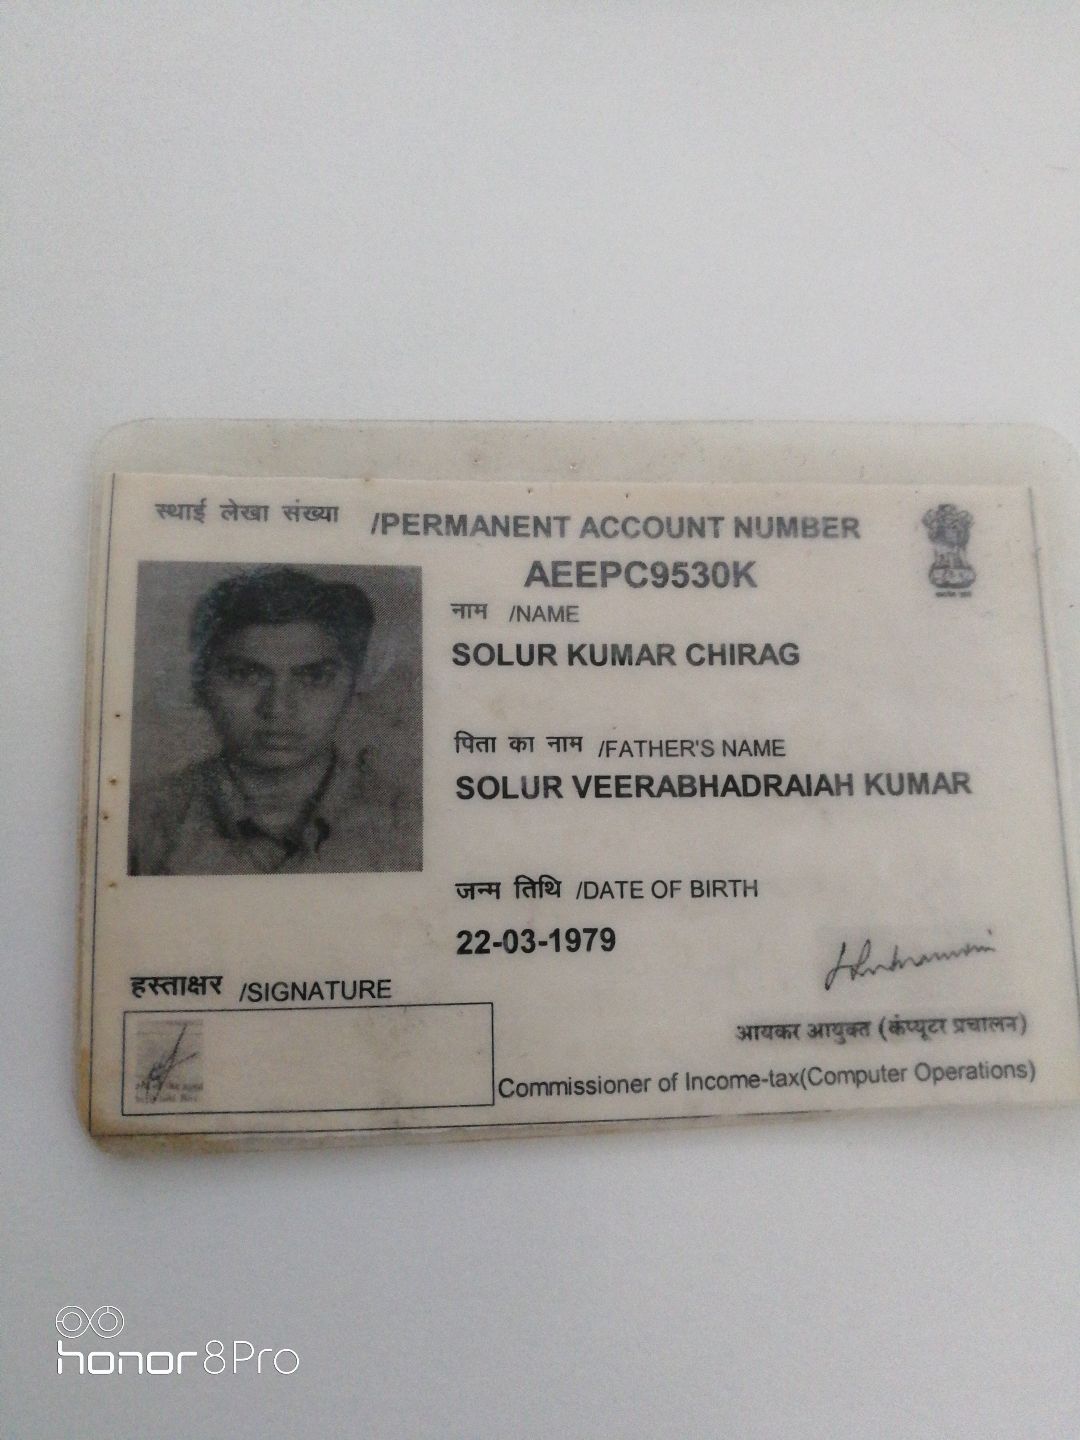 स्थाई लेखा संख्या /PERMANENT ACCOUNT NUMBER
AEEPC9530K
नाम /NAME
SOLUR KUMAR CHIRAG
पिता का नाम /FATHER'S NAME
SOLUR VEERABHADRAIAH KUMAR
जन्म तिथि /DATE OF BIRTH
22-03-1979
हस्ताक्षर /SIGNATURE
आयकर आयुक्त (कंप्यूटर प्रचालन)
Commissioner of Income-tax(Computer Operations)
honor 8Pro